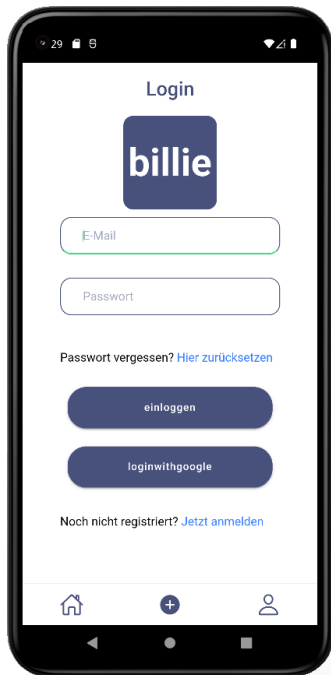 29
Login
billie
E-Mail
Passwort
Passwort vergessen? Hier zurücksetzen
einloggen
loginwithgoogle
Noch nicht registriert? Jetzt anmelden